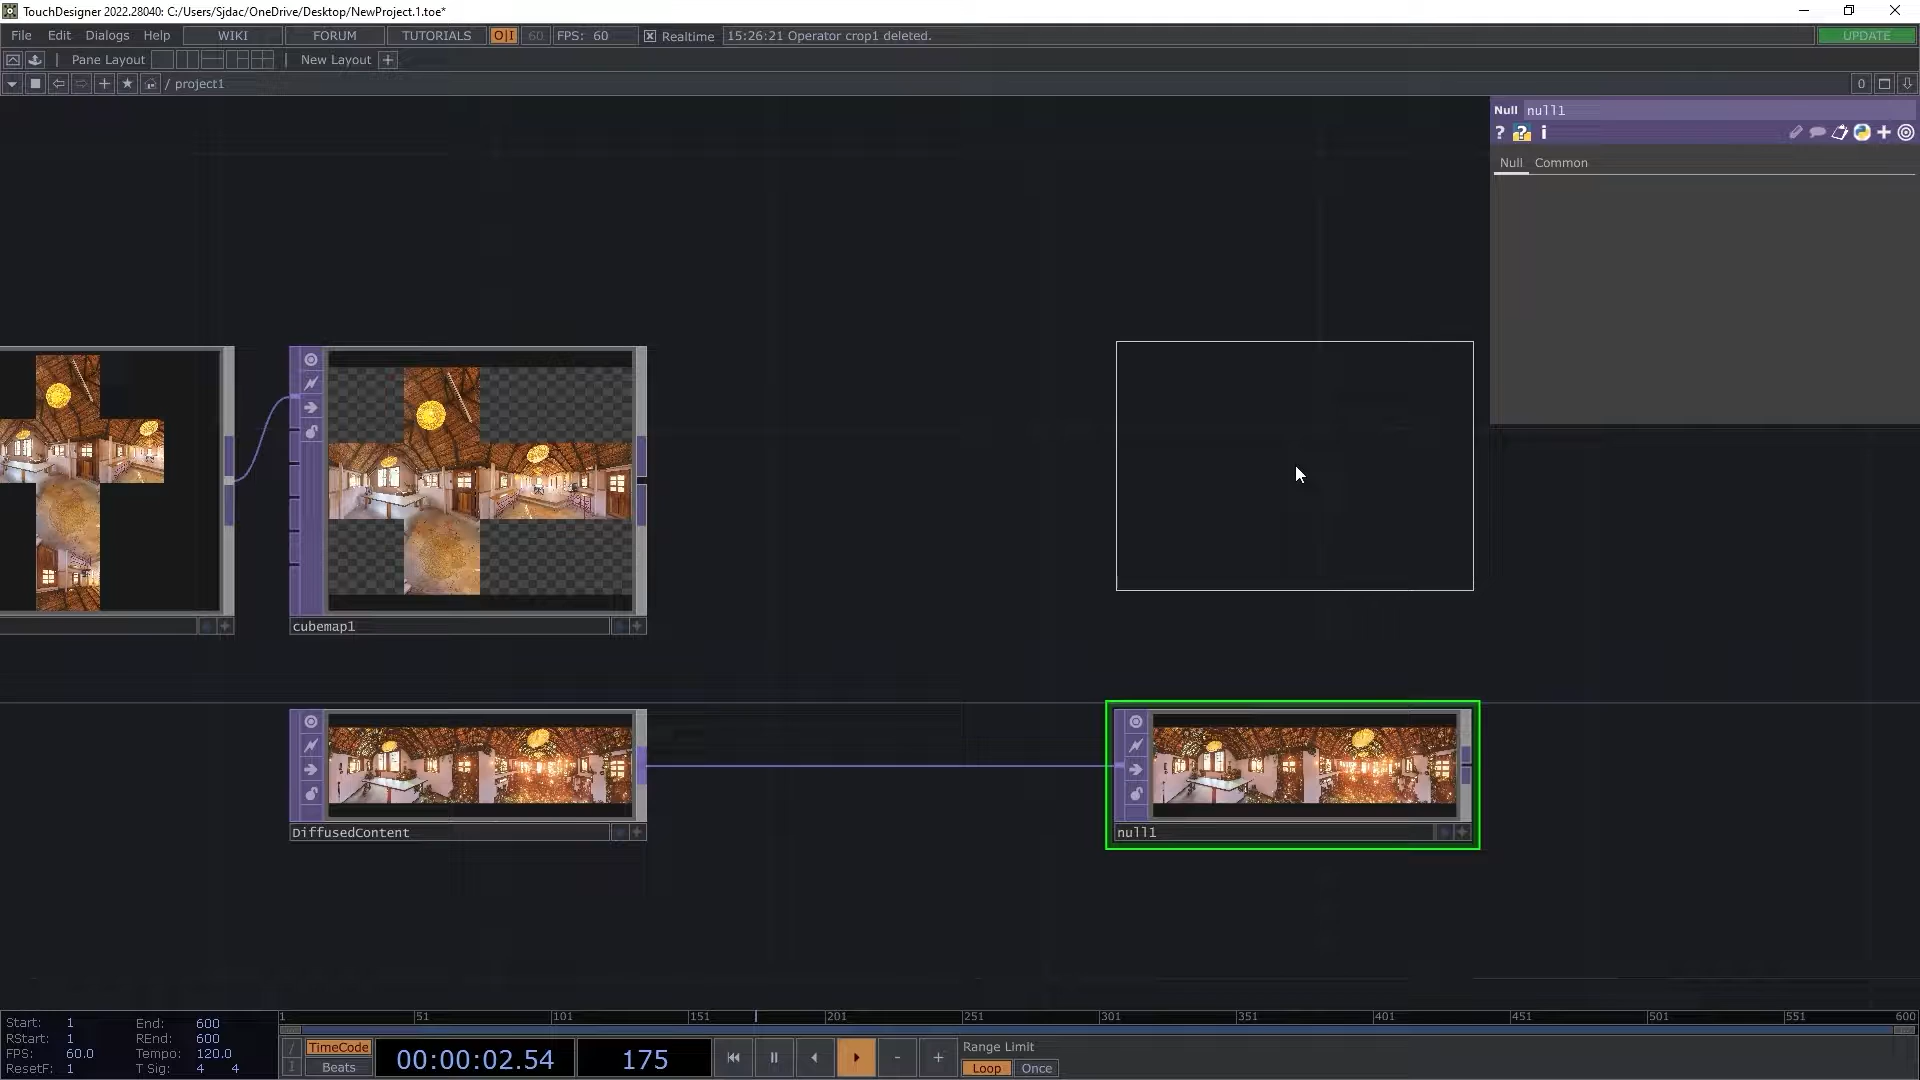 TouchDesigner 2022.28040: C:/Users/Sjdac/OneDrive/Desktop/NewProject.1.toe*
File Edit Dialogs Help WIKI FORUM TUTORIALS O|I 60 FPS: 60 Realtime 15:26:21 Operator crop1 deleted. UPDATE
Pane Layout | New Layout +
/ project1 0
Null null1
? ? i
Null Common
cubemap1
DiffusedContent
null1
1 51 101 151 201 251 301 351 401 451 501 551 600
Start: 1 End: 600
RStart: 1 REnd: 600
FPS: 60.0 Tempo: 120.0
ResetF: 1 T Sig: 4 4
TimeCode
Beats
00:00:02.54 175
- +
Range Limit
Loop Once